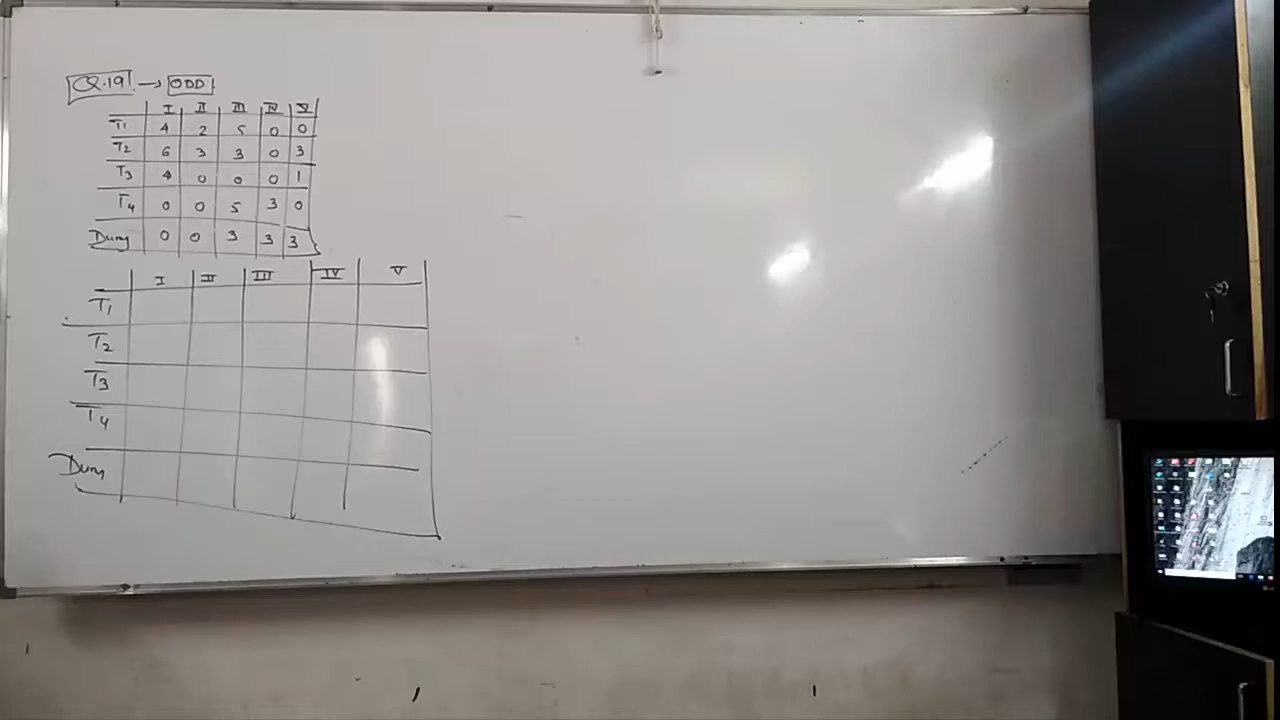 Q.19 → ODD
I II III IV V
T1 4 2 5 0 0
T2 6 3 3 0 3
T3 4 0 0 0 1
T4 0 0 5 3 0
Dumy 0 0 3 3 3
I II III IV V
T1
T2
T3
T4
Dumy